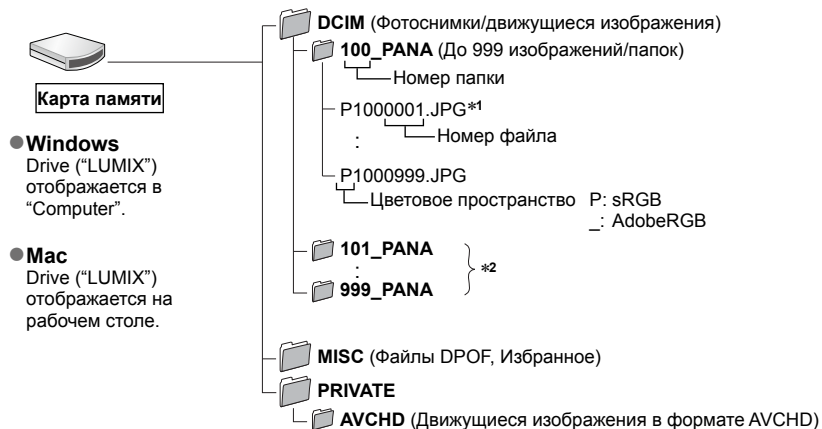 DCIM (Фотоснимки/движущиеся изображения)
100_PANA (До 999 изображений/папок)
Номер папки
Карта памяти
P1000001.JPG*1
Номер файла
:
P1000999.JPG
Цветовое пространство P: sRGB
_: AdobeRGB
●Windows
Drive (“LUMIX”)
отображается в
“Computer”.
●Mac
Drive (“LUMIX”)
отображается на
рабочем столе.
101_PANA
:
*2
999_PANA
MISC (Файлы DPOF, Избранное)
PRIVATE
AVCHD (Движущиеся изображения в формате AVCHD)